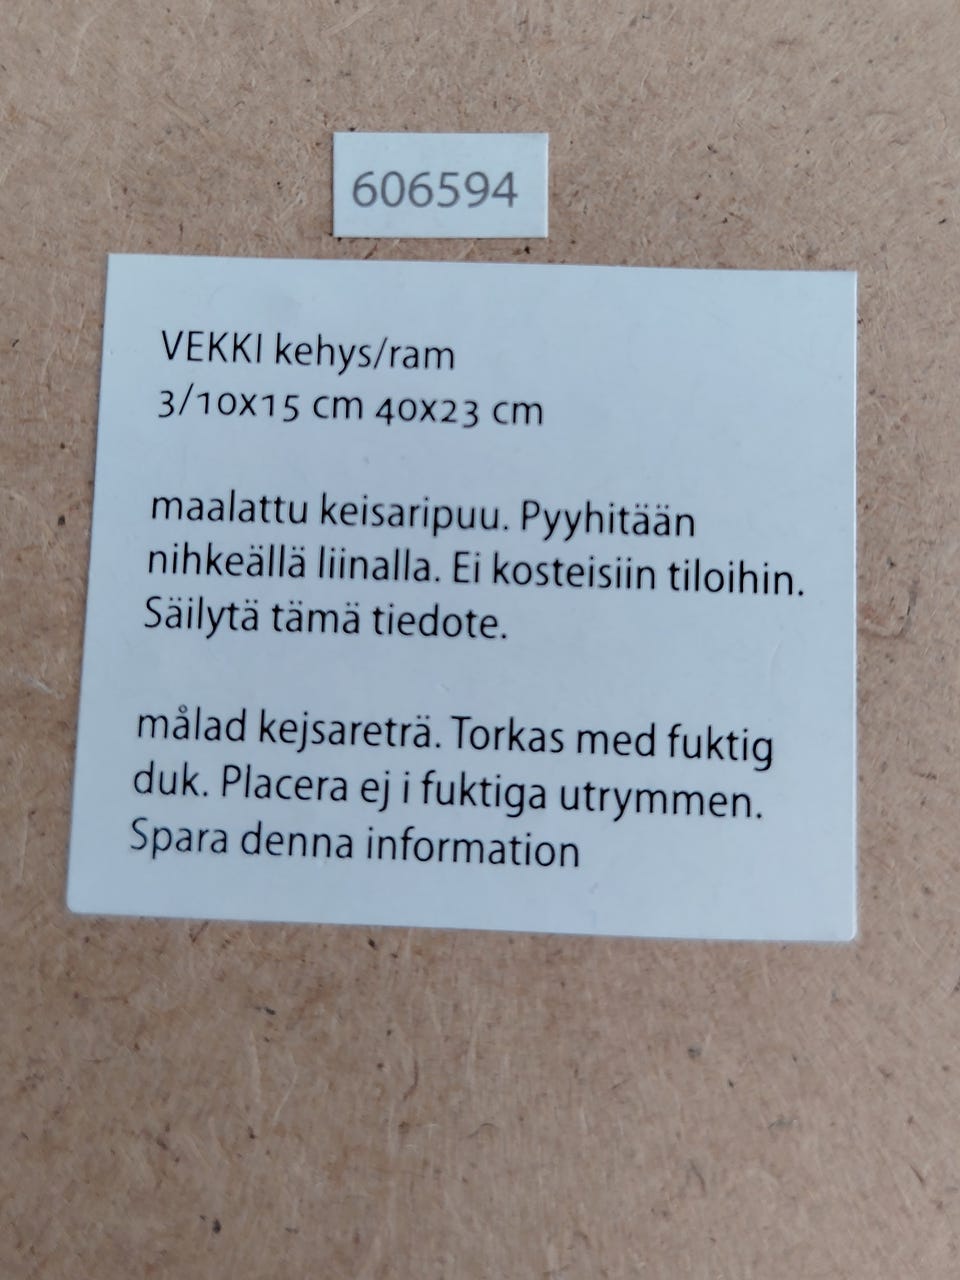 606594
VEKKI kehys/ram
3/10x15 cm 40x23 cm
maalattu keisaripuu. Pyyhitään
nihkeällä liinalla. Ei kosteisiin tiloihin.
Säilytä tämä tiedote.
målad kejsareträ. Torkas med fuktig
duk. Placera ej i fuktiga utrymmen.
Spara denna information